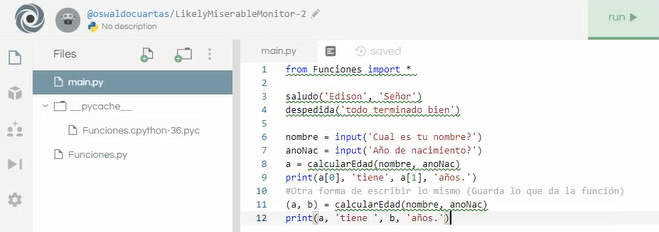 @oswaldocuartas/LikelyMiserableMonitor-2
No description
run
Files
main.py
saved
main.py
__pycache__
Funciones.cpython-36.pyc
Funciones.py
1 from Funciones import *
2
3 saludo('Edison', 'Señor')
4 despedida('todo terminado bien')
5
6 nombre = input('Cual es tu nombre?')
7 anoNac = input('Año de nacimiento?')
8 a = calcularEdad(nombre, anoNac)
9 print(a[0], 'tiene', a[1], 'años.')
10 #Otra forma de escribir lo mismo (Guarda lo que da la función)
11 (a, b) = calcularEdad(nombre, anoNac)
12 print(a, 'tiene ', b, 'años.')